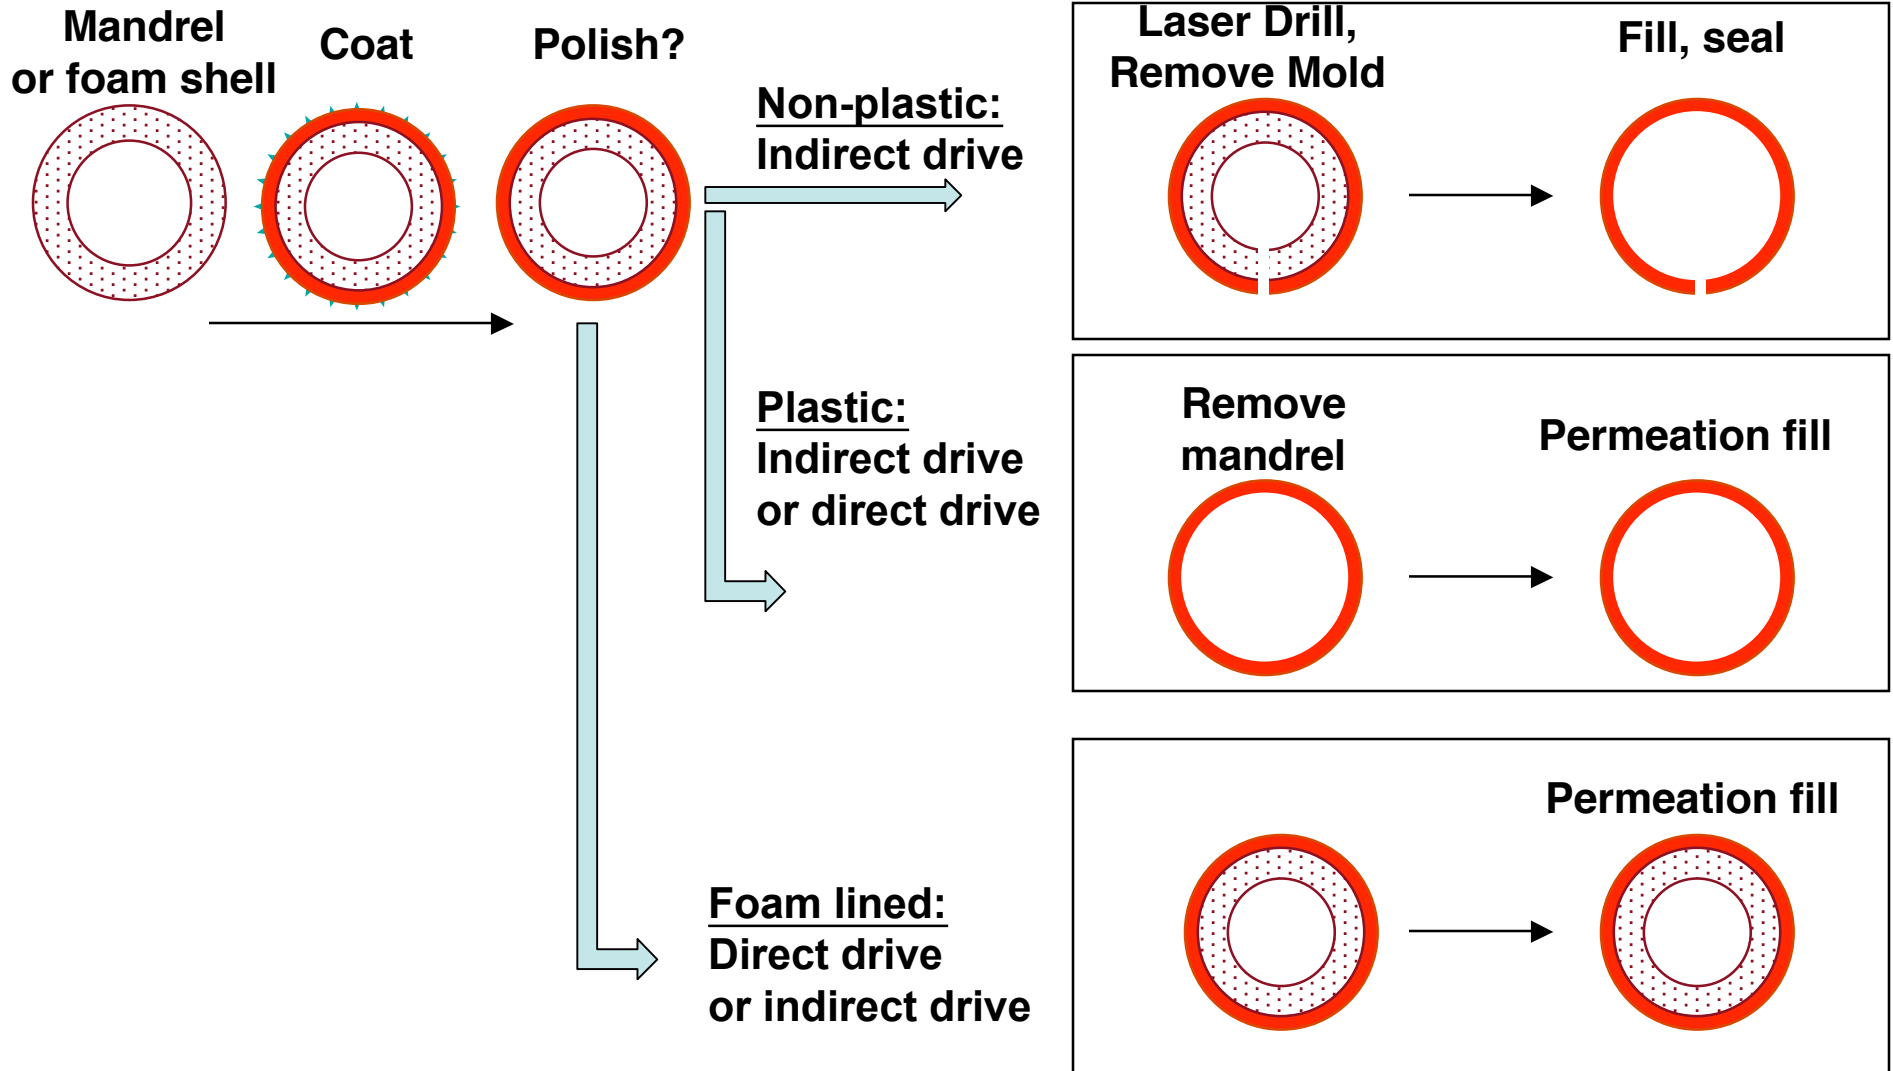 Mandrel
or foam shell
Coat
Polish?
Non-plastic:
Indirect drive
Laser Drill,
Remove Mold
Fill, seal
Plastic:
Indirect drive
or direct drive
Remove
mandrel
Permeation fill
Foam lined:
Direct drive
or indirect drive
Permeation fill